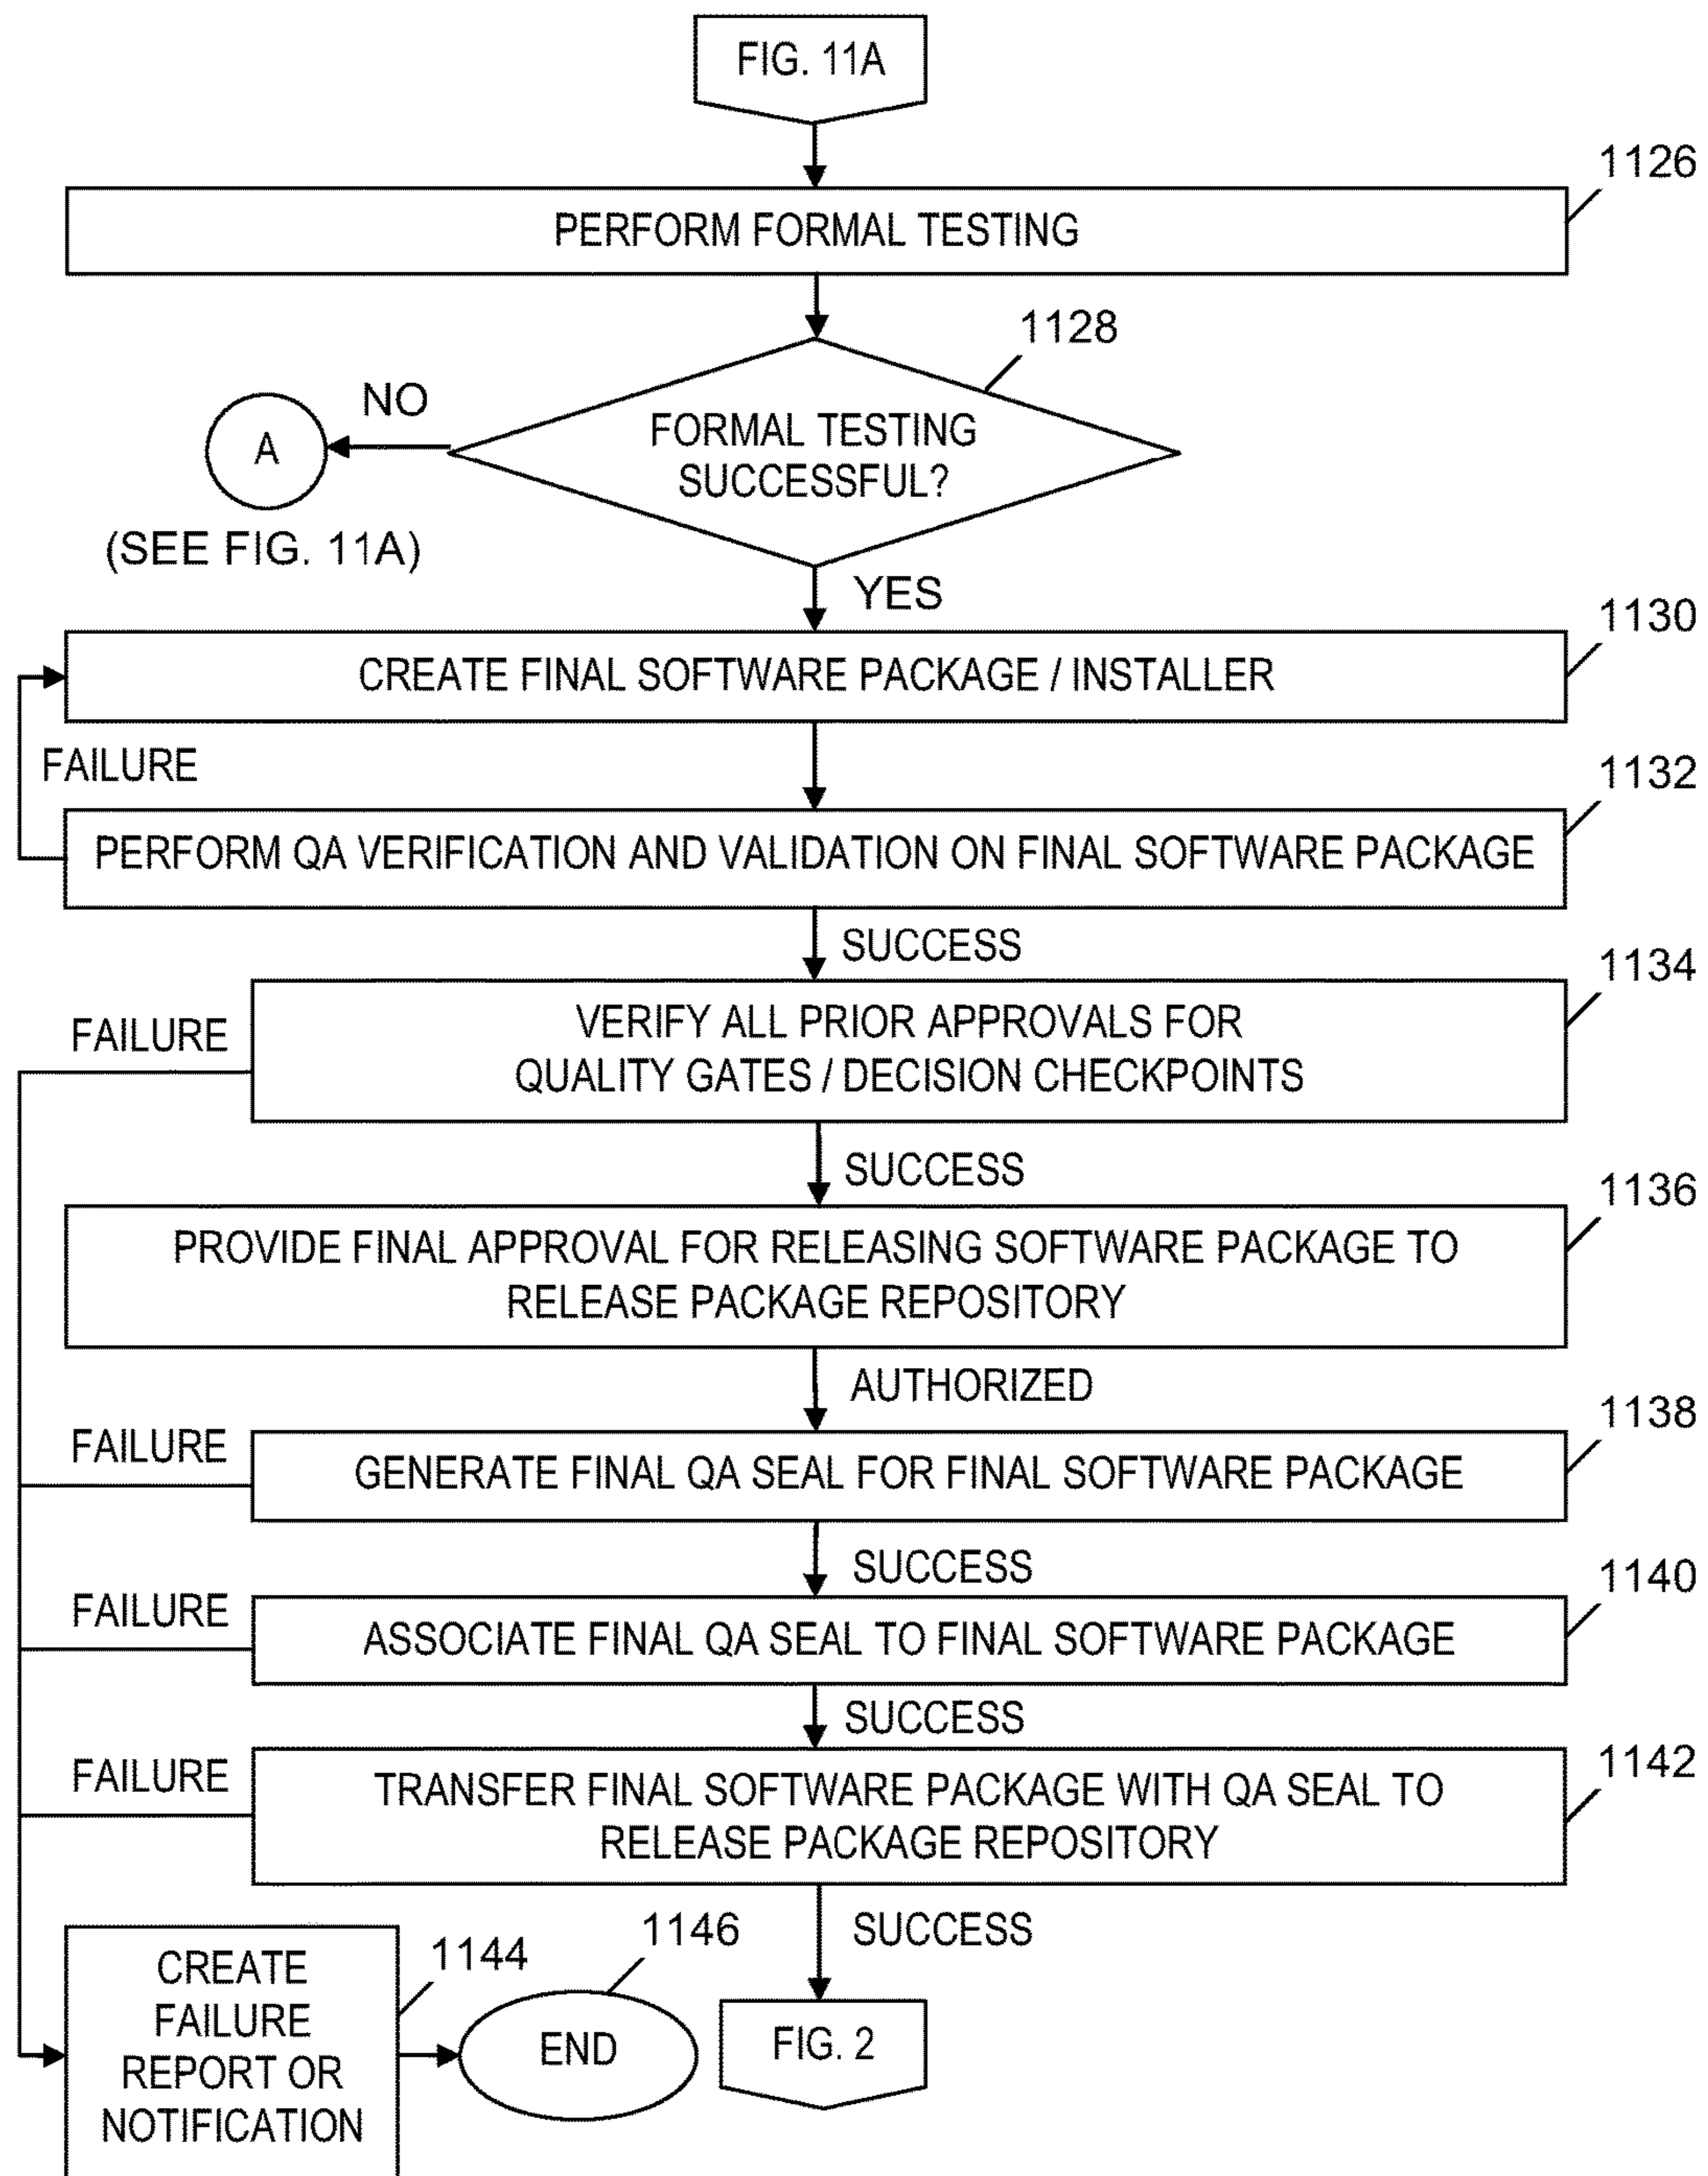 FIG. 11A
1126
PERFORM FORMAL TESTING
1128
NO
FORMAL TESTING
SUCCESSFUL?
A
(SEE FIG. 11A)
YES
1130
CREATE FINAL SOFTWARE PACKAGE / INSTALLER
FAILURE
1132
PERFORM QA VERIFICATION AND VALIDATION ON FINAL SOFTWARE PACKAGE
SUCCESS
1134
FAILURE
VERIFY ALL PRIOR APPROVALS FOR
QUALITY GATES / DECISION CHECKPOINTS
SUCCESS
1136
PROVIDE FINAL APPROVAL FOR RELEASING SOFTWARE PACKAGE TO
RELEASE PACKAGE REPOSITORY
AUTHORIZED
1138
FAILURE
GENERATE FINAL QA SEAL FOR FINAL SOFTWARE PACKAGE
SUCCESS
1140
FAILURE
ASSOCIATE FINAL QA SEAL TO FINAL SOFTWARE PACKAGE
SUCCESS
1142
FAILURE
TRANSFER FINAL SOFTWARE PACKAGE WITH QA SEAL TO
RELEASE PACKAGE REPOSITORY
SUCCESS
1144
CREATE
FAILURE
REPORT OR
NOTIFICATION
1146
END
FIG. 2